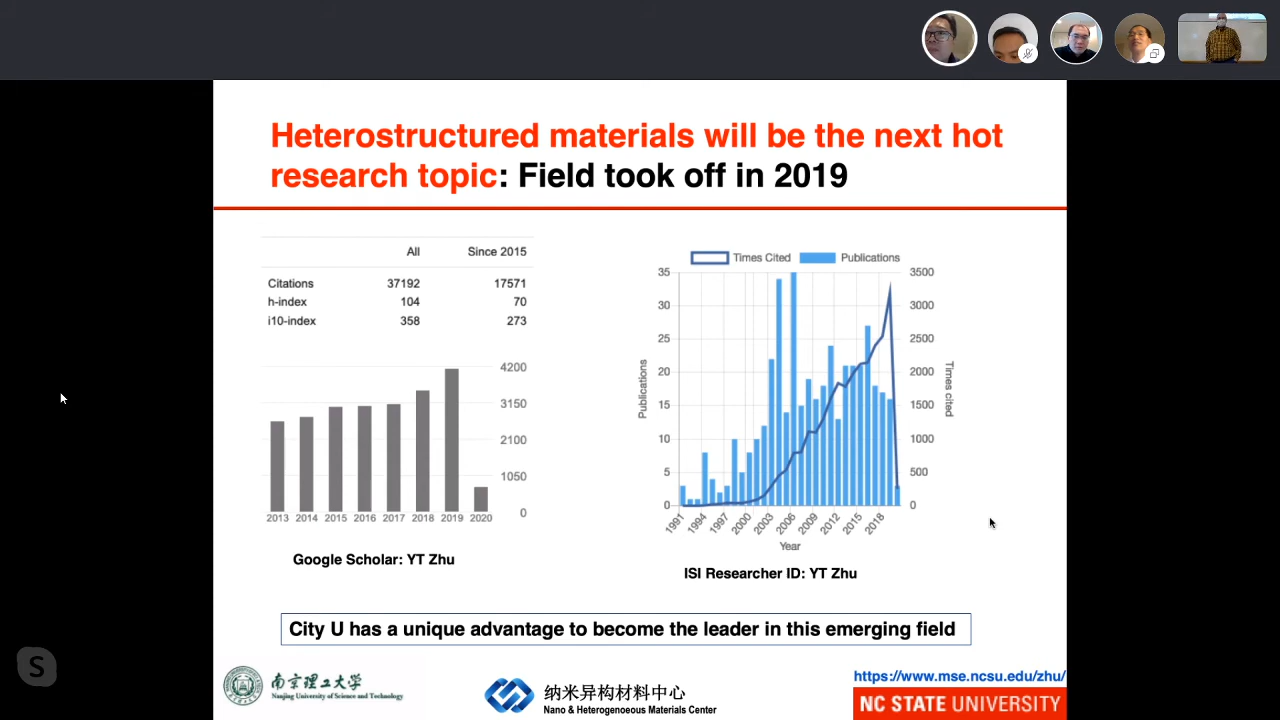 Heterostructured materials will be the next hot
research topic: Field took off in 2019
All Since 2015
Citations 37192 17571
h-index 104 70
i10-index 358 273
4200
3150
2100
1050
0
2013 2014 2015 2016 2017 2018 2019 2020
Google Scholar: YT Zhu
Times Cited Publications
35 3500
30 3000
25 2500
20 2000
15 1500
10 1000
5 500
0 0
Publications
Times cited
1991 1994 1997 2000 2003 2006 2009 2012 2015 2018
Year
ISI Researcher ID: YT Zhu
City U has a unique advantage to become the leader in this emerging field
S
南京理工大学
Nanjing University of Science and Technology
纳米异构材料中心
Nano & Heterogenoeous Materials Center
https://www.mse.ncsu.edu/zhu/
NC STATE UNIVERSITY